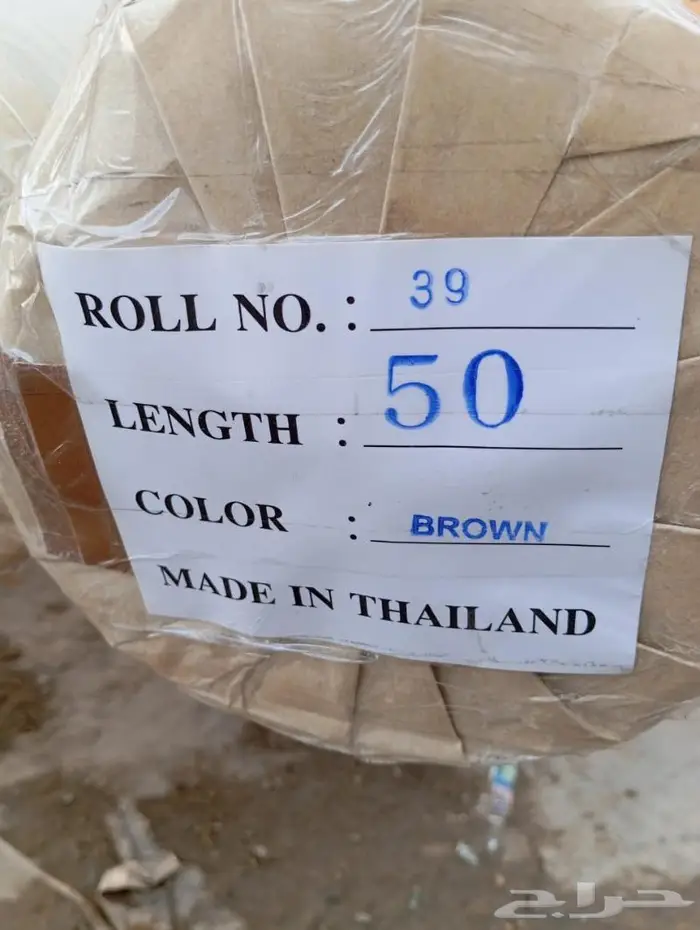 ROLL NO. : 39
LENGTH : 50
COLOR : BROWN
MADE IN THAILAND
حراج